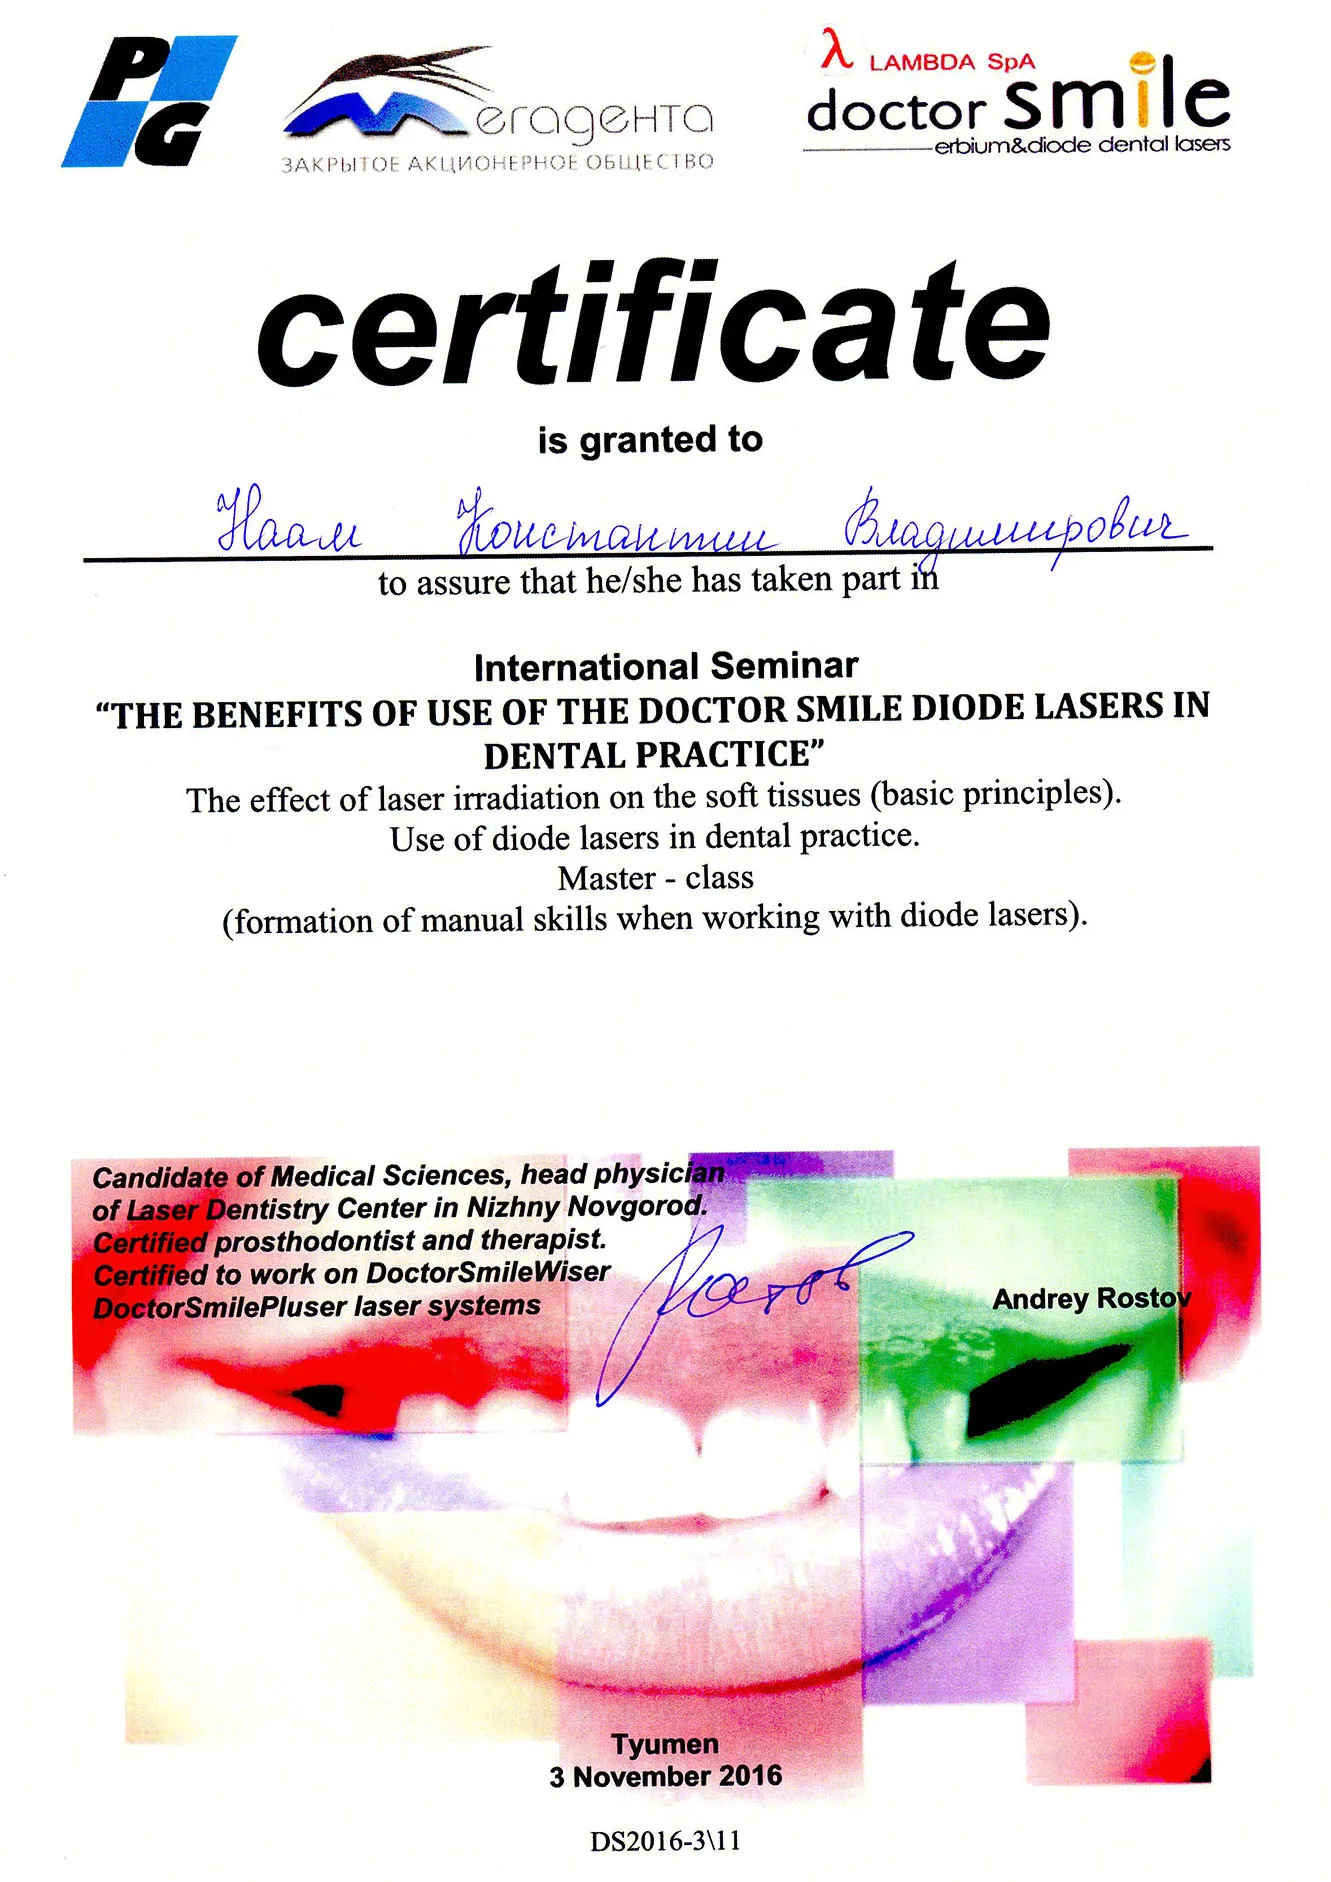 PG
Мегадента
ЗАКРЫТОЕ АКЦИОНЕРНОЕ ОБЩЕСТВО
λ LAMBDA SpA
doctor smile
erbium&diode dental lasers
certificate
is granted to
Наам Константин Владимирович
to assure that he/she has taken part in
International Seminar
“THE BENEFITS OF USE OF THE DOCTOR SMILE DIODE LASERS IN
DENTAL PRACTICE”
The effect of laser irradiation on the soft tissues (basic principles).
Use of diode lasers in dental practice.
Master - class
(formation of manual skills when working with diode lasers).
Candidate of Medical Sciences, head physician
of Laser Dentistry Center in Nizhny Novgorod.
Certified prosthodontist and therapist.
Certified to work on DoctorSmileWiser
DoctorSmilePluser laser systems
Ростов
Andrey Rostov
Tyumen
3 November 2016
DS2016-3\11